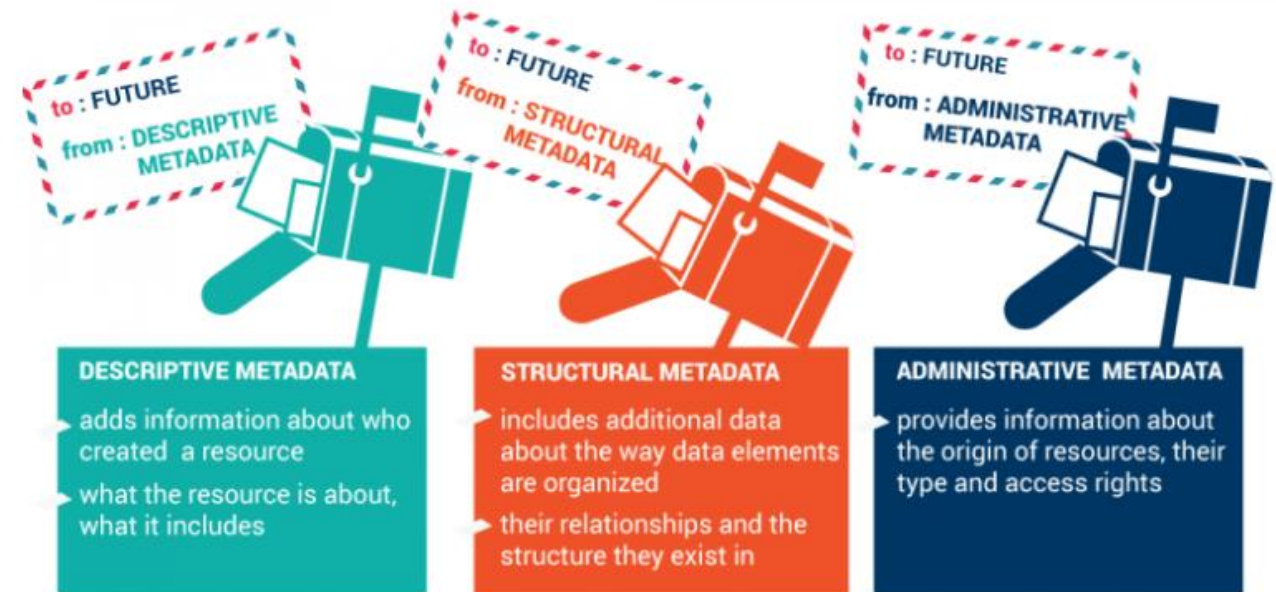 to : FUTURE
from : DESCRIPTIVE
METADATA
to : FUTURE
from : STRUCTURAL
METADATA
to : FUTURE
from : ADMINISTRATIVE
METADATA
DESCRIPTIVE METADATA
adds information about who
created a resource
what the resource is about,
what it includes
STRUCTURAL METADATA
includes additional data
about the way data elements
are organized
their relationships and the
structure they exist in
ADMINISTRATIVE METADATA
provides information about
the origin of resources, their
type and access rights